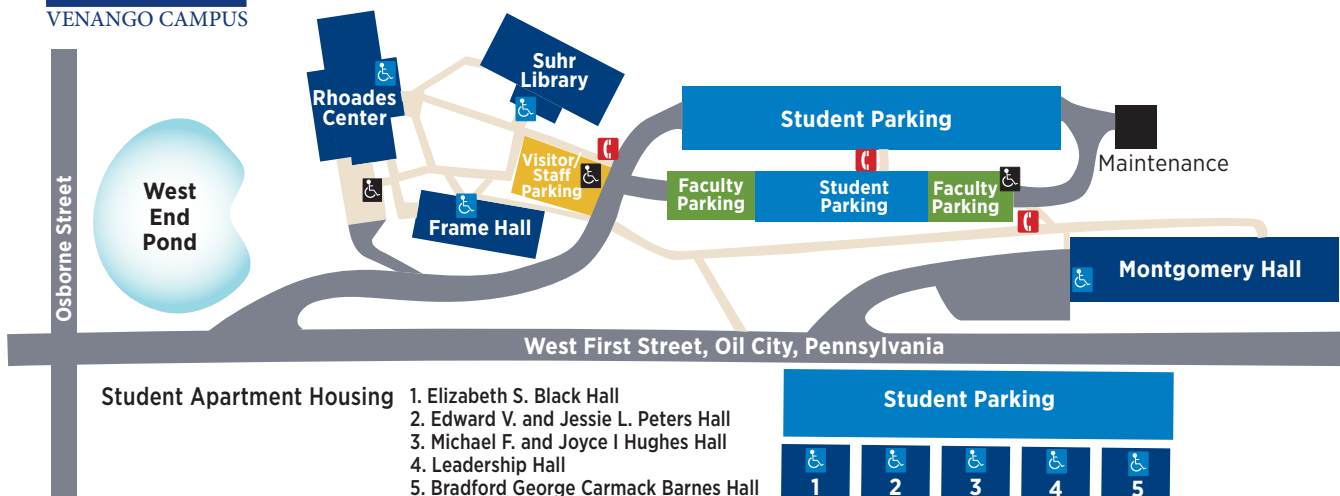 VENANGO CAMPUS
Osborne Street
West
End
Pond
Rhoades
Center
Suhr
Library
Visitor/
Staff
Parking
Frame Hall
Student Parking
Maintenance
Faculty
Parking
Student
Parking
Faculty
Parking
Montgomery Hall
West First Street, Oil City, Pennsylvania
Student Apartment Housing
1. Elizabeth S. Black Hall
2. Edward V. and Jessie L. Peters Hall
3. Michael F. and Joyce I Hughes Hall
4. Leadership Hall
5. Bradford George Carmack Barnes Hall
Student Parking
1
2
3
4
5